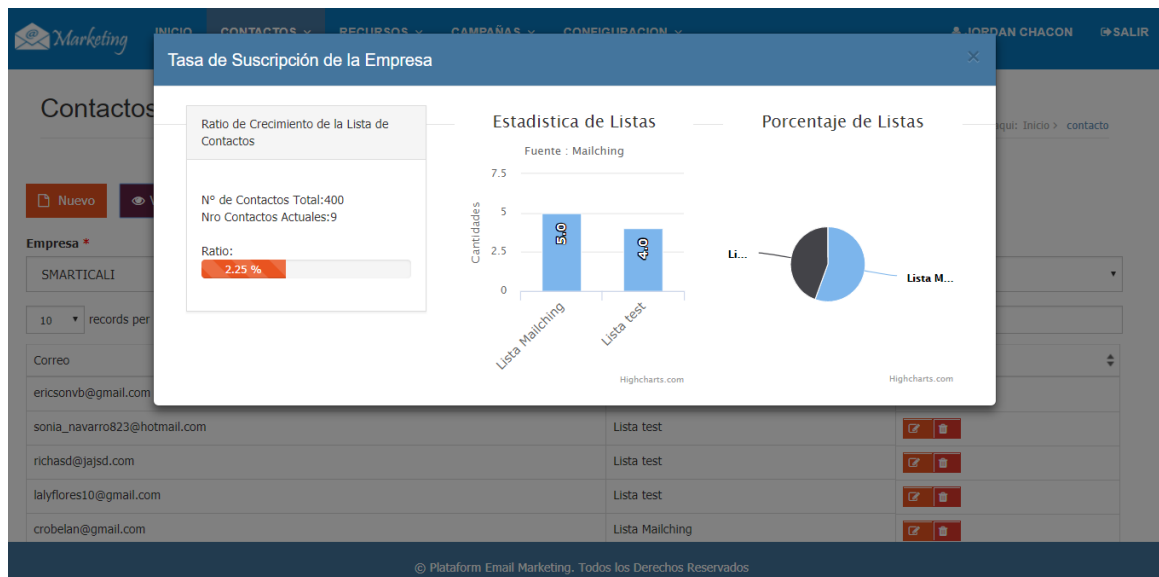 Marketing
INICIO CONTACTOS RECURSOS CAMPAÑAS CONFIGURACION JORDAN CHACON SALIR
Tasa de Suscripción de la Empresa ×
Contactos
aqui: Inicio > contacto
Ratio de Crecimiento de la Lista de
Contactos
Nº de Contactos Total:400
Nro Contactos Actuales:9
Ratio:
2.25 %
Estadistica de Listas
Fuente : Mailching
Cantidades
7.5
5
2.5
0
5.0
4.0
Lista Mailching
Lista test
Highcharts.com
Porcentaje de Listas
Li...
Lista M...
Highcharts.com
Nuevo
Empresa *
SMARTICALI
10 records per
Correo
ericsonvb@gmail.com
sonia_navarro823@hotmail.com Lista test
richasd@jajsd.com Lista test
lalyflores10@gmail.com Lista test
crobelan@gmail.com Lista Mailching
© Plataform Email Marketing. Todos los Derechos Reservados